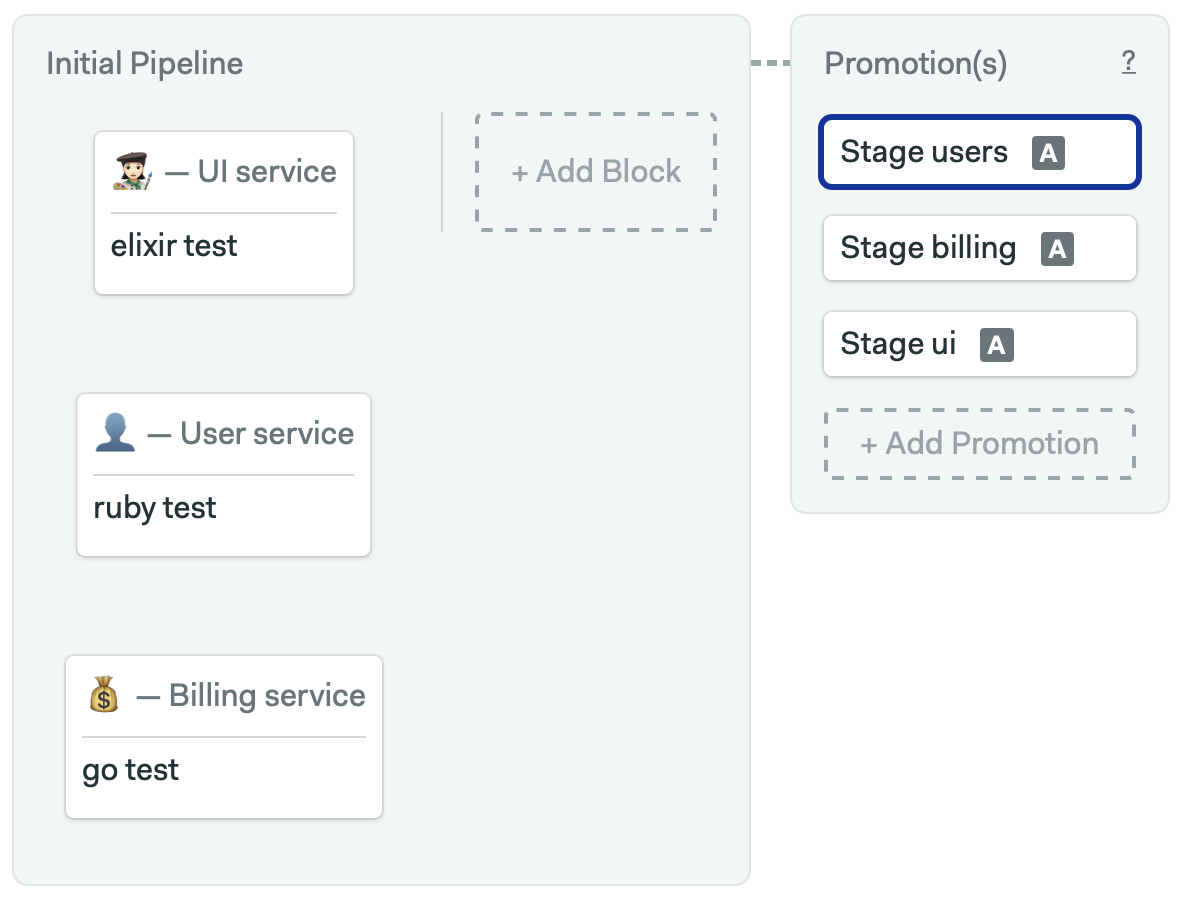 Initial Pipeline
— UI service
elixir test
+ Add Block
— User service
ruby test
$ — Billing service
go test
Promotion(s) ?
Stage users A
Stage billing A
Stage ui A
+ Add Promotion